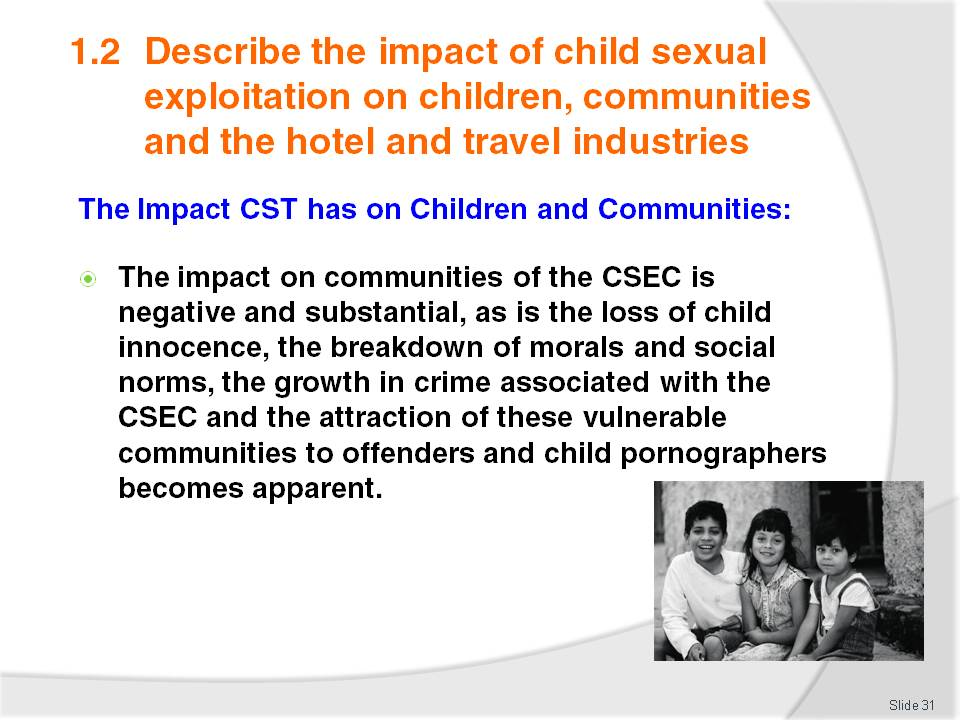 1.2 Describe the impact of child sexual
exploitation on children, communities
and the hotel and travel industries
The Impact CST has on Children and Communities:
The impact on communities of the CSEC is
negative and substantial, as is the loss of child
innocence, the breakdown of morals and social
norms, the growth in crime associated with the
CSEC and the attraction of these vulnerable
communities to offenders and child pornographers
becomes apparent.
Slide 31